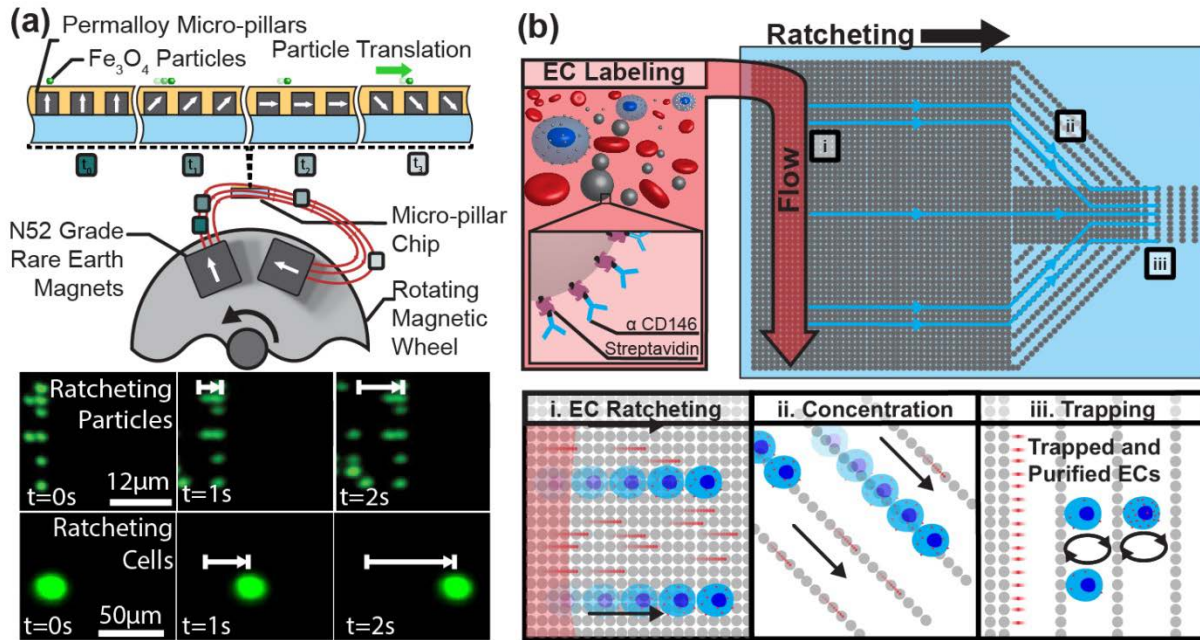 (a)
Permalloy Micro-pillars
Fe₃O₄ Particles
Particle Translation
t₀
t₁
t₂
t₃
N52 Grade
Rare Earth
Magnets
Micro-pillar
Chip
Rotating
Magnetic
Wheel
Ratcheting
Particles
12µm
t=0s
t=1s
t=2s
Ratcheting
Cells
50µm
t=0s
t=1s
t=2s
(b)
Ratcheting
EC Labeling
α CD146
Streptavidin
Flow
i
ii
iii
i. EC Ratcheting
ii. Concentration
iii. Trapping
Trapped and
Purified ECs